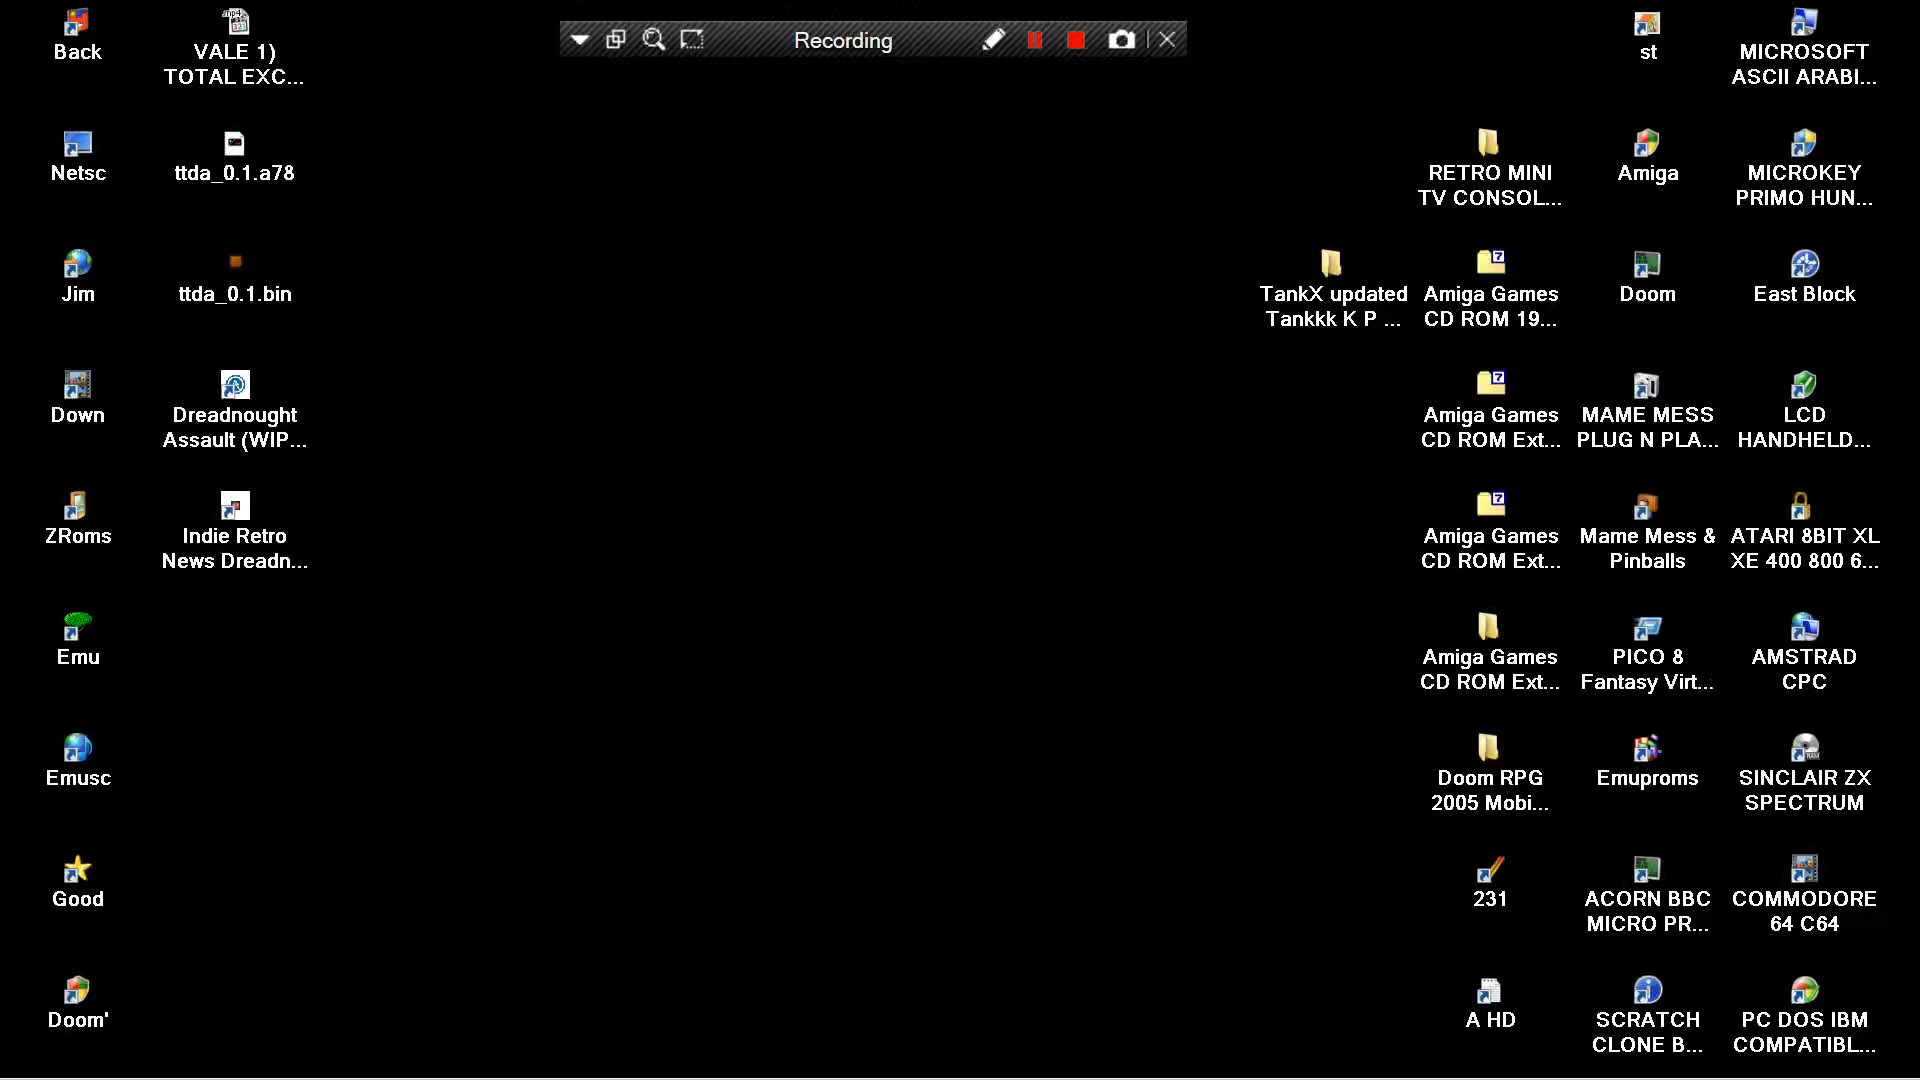 Recording
Back
VALE 1)
TOTAL EXC...
Netsc
ttda_0.1.a78
Jim
ttda_0.1.bin
Down
Dreadnought
Assault (WIP...
ZRoms
Indie Retro
News Dreadn...
Emu
Emusc
Good
Doom'
TankX updated
Tankkk K P ...
RETRO MINI
TV CONSOL...
Amiga Games
CD ROM 19...
Amiga Games
CD ROM Ext...
Amiga Games
CD ROM Ext...
Amiga Games
CD ROM Ext...
Doom RPG
2005 Mobi...
231
A HD
st
Amiga
Doom
MAME MESS
PLUG N PLA...
Mame Mess &
Pinballs
PICO 8
Fantasy Virt...
Emuproms
ACORN BBC
MICRO PR...
SCRATCH
CLONE B...
MICROSOFT
ASCII ARABI...
MICROKEY
PRIMO HUN...
East Block
LCD
HANDHELD...
ATARI 8BIT XL
XE 400 800 6...
AMSTRAD
CPC
SINCLAIR ZX
SPECTRUM
COMMODORE
64 C64
PC DOS IBM
COMPATIBL...